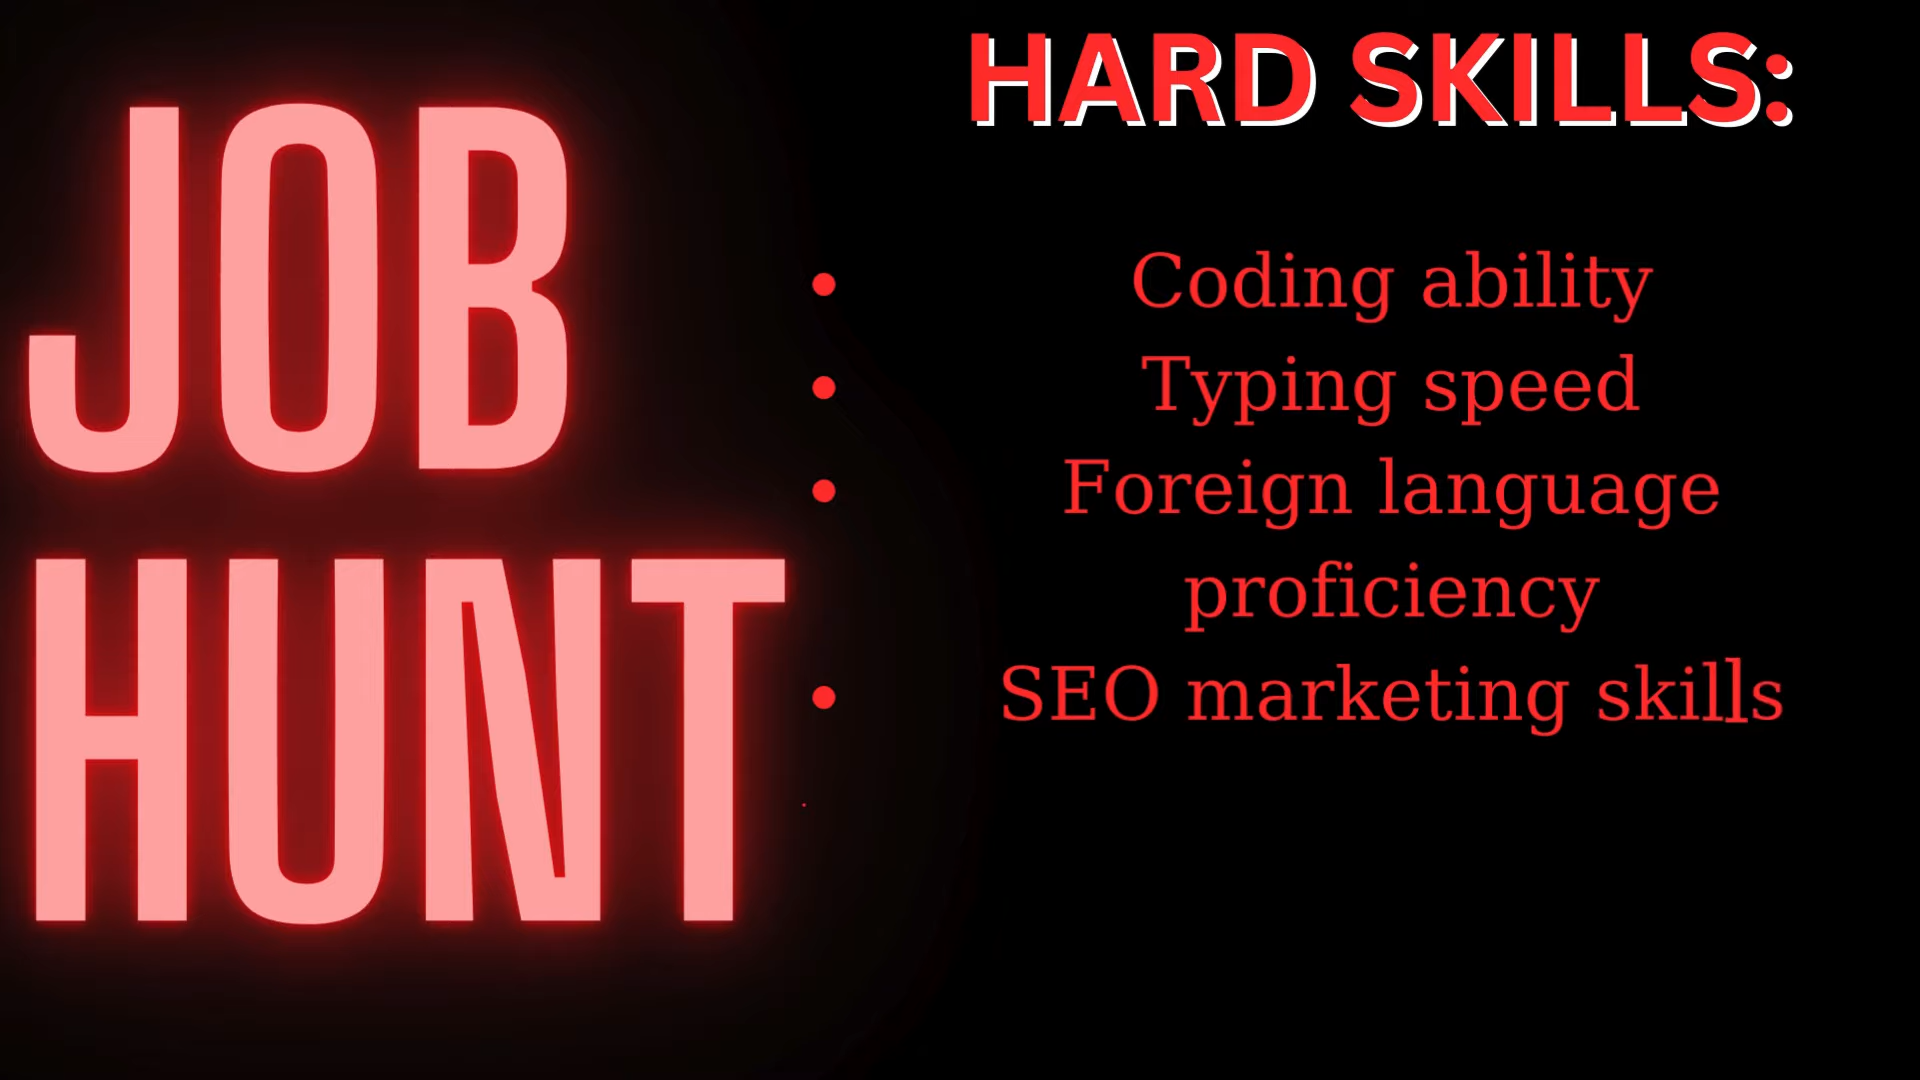 JOB
HUNT
HARD SKILLS:
• Coding ability
• Typing speed
• Foreign language
proficiency
• SEO marketing skills